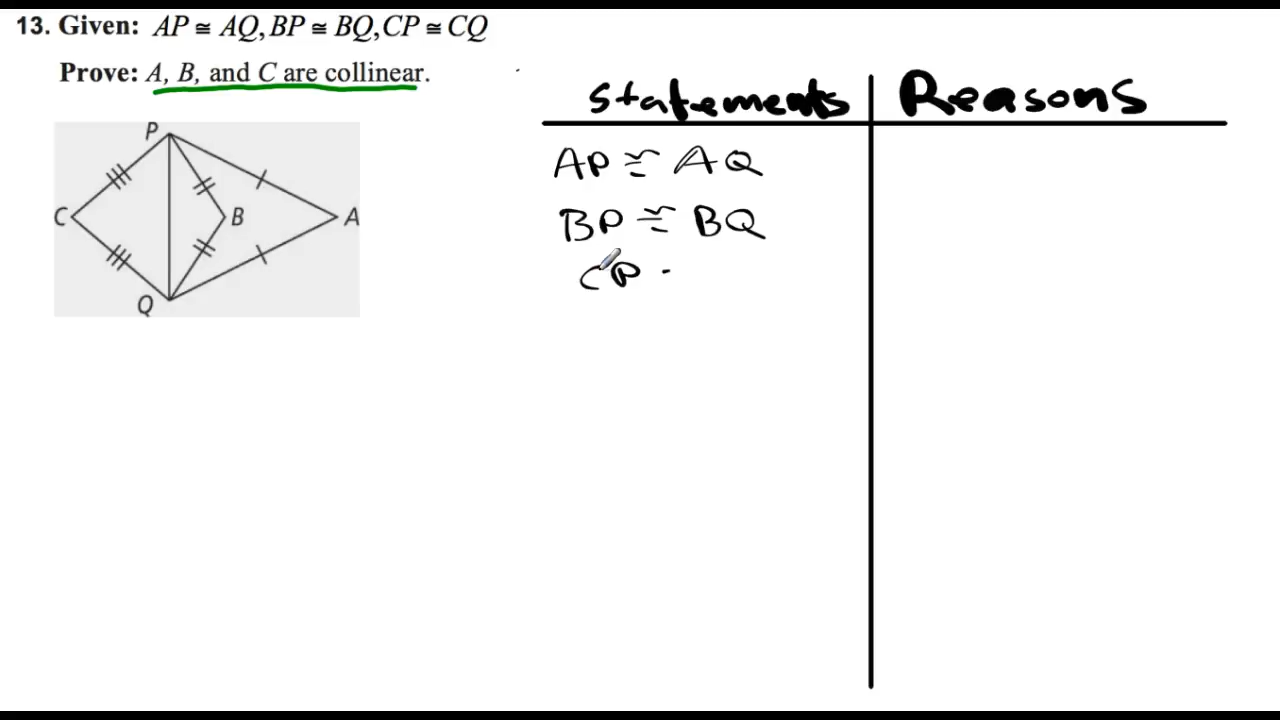 13. Given: AP ≅ AQ, BP ≅ BQ, CP ≅ CQ
Prove: A, B, and C are collinear.
Statements Reasons
AP ≅ AQ
BP ≅ BQ
CP
P
C
B
A
Q